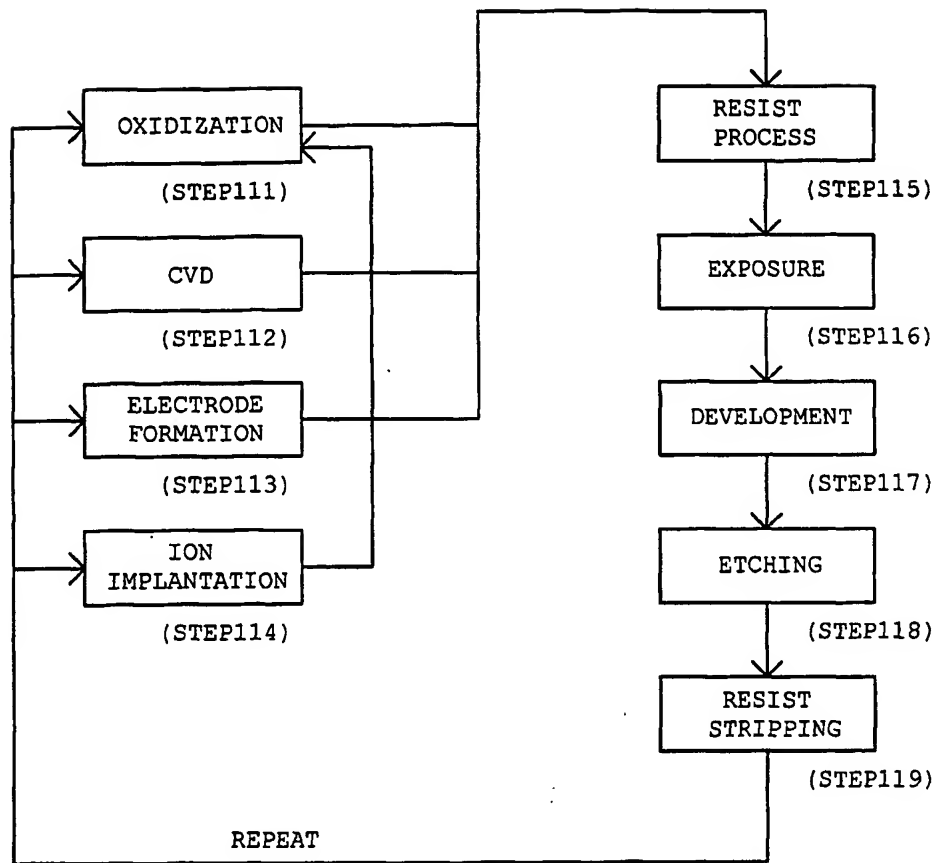 OXIDIZATION
(STEP111)
CVD
(STEP112)
ELECTRODE
FORMATION
(STEP113)
ION
IMPLANTATION
(STEP114)
RESIST
PROCESS
(STEP115)
EXPOSURE
(STEP116)
DEVELOPMENT
(STEP117)
ETCHING
(STEP118)
RESIST
STRIPPING
(STEP119)
REPEAT